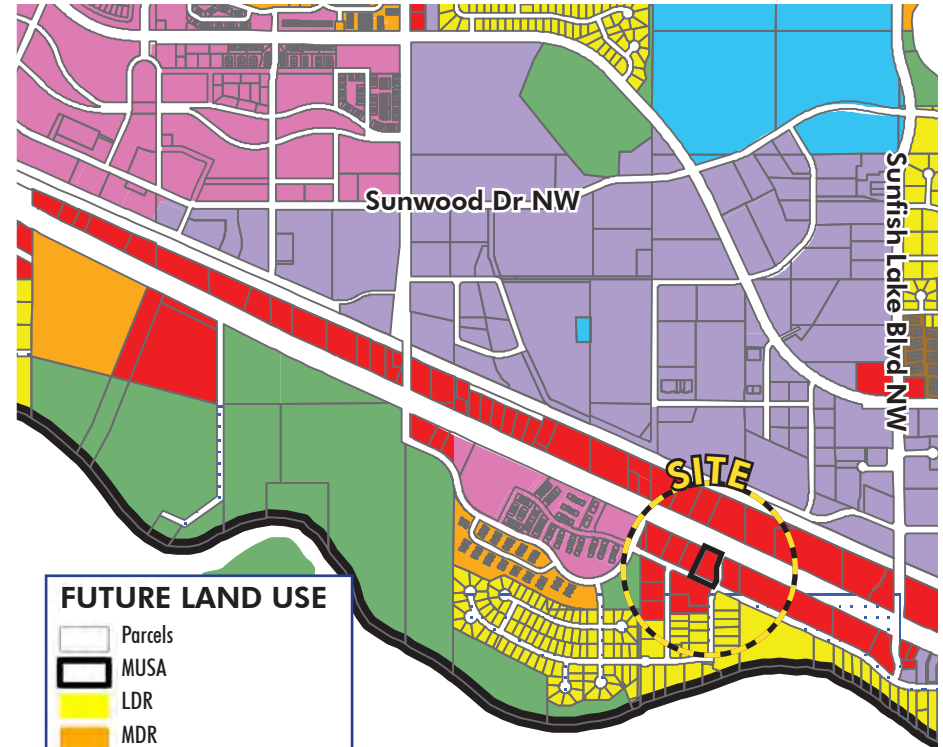 Sunwood Dr NW
Sunfish Lake Blvd NW
SITE
FUTURE LAND USE
Parcels
MUSA
LDR
MDR